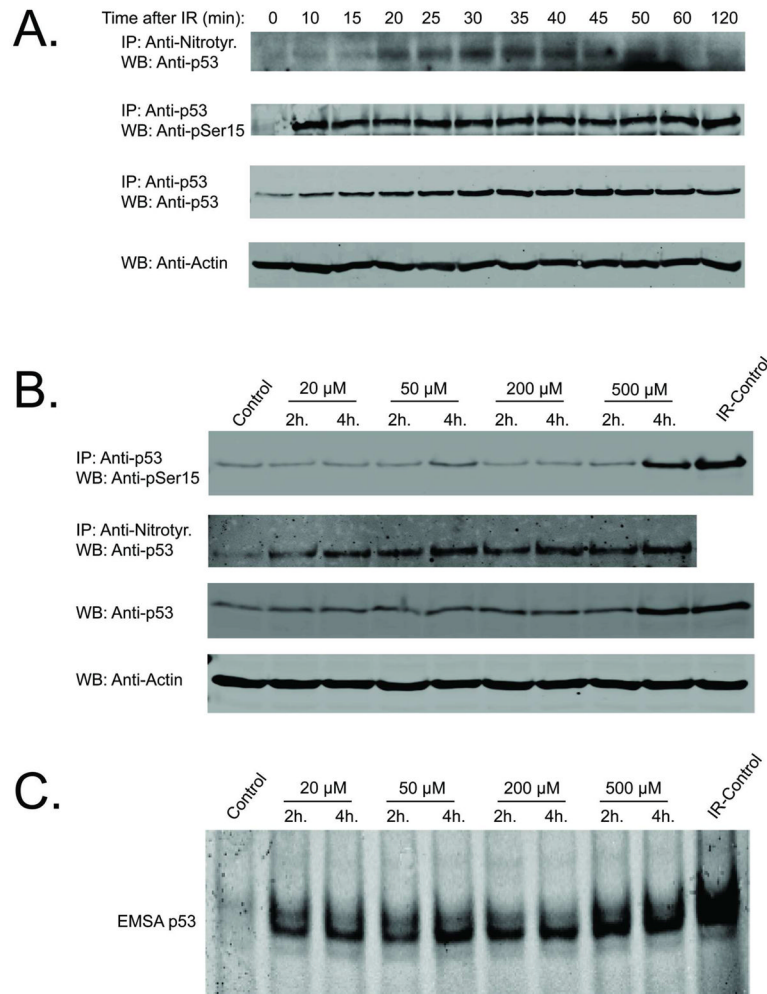 A.
Time after IR (min): 0 10 15 20 25 30 35 40 45 50 60 120
IP: Anti-Nitrotyr.
WB: Anti-p53
IP: Anti-p53
WB: Anti-pSer15
IP: Anti-p53
WB: Anti-p53
WB: Anti-Actin
B.
Control 20 µM 50 µM 200 µM 500 µM IR-Control
2h. 4h. 2h. 4h. 2h. 4h. 2h. 4h.
IP: Anti-p53
WB: Anti-pSer15
IP: Anti-Nitrotyr.
WB: Anti-p53
WB: Anti-p53
WB: Anti-Actin
C.
Control 20 µM 50 µM 200 µM 500 µM IR-Control
2h. 4h. 2h. 4h. 2h. 4h. 2h. 4h.
EMSA p53